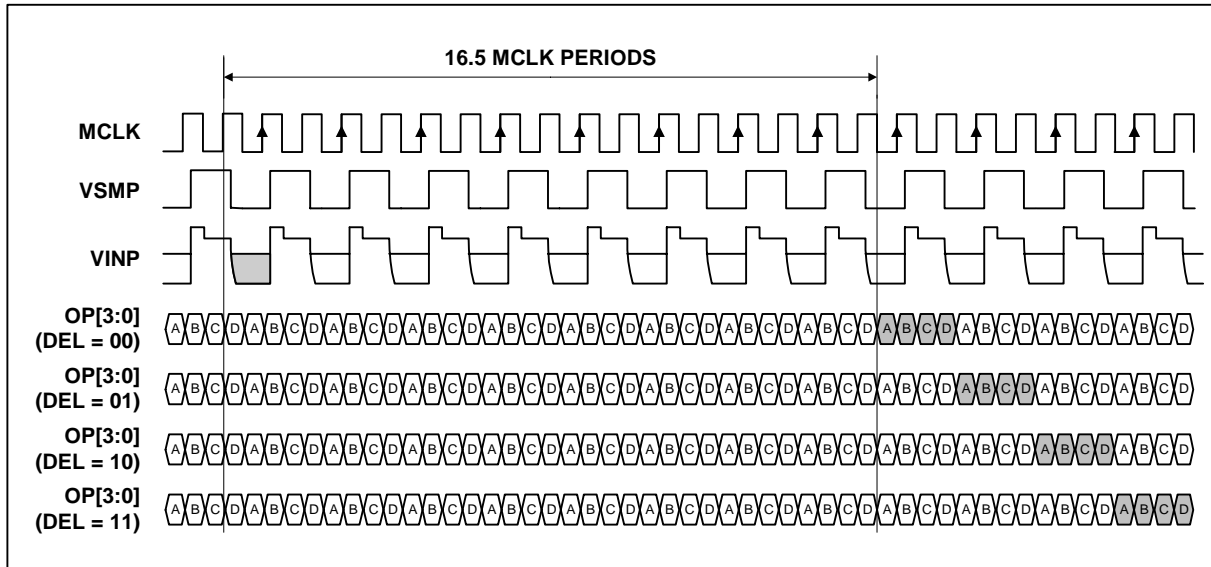 16.5 MCLK PERIODS
MCLK
VSMP
VINP
OP[3:0]
(DEL = 00)
A B C D A B C D A B C D A B C D A B C D A B C D A B C D A B C D A B C D A B C D A B C D A B C D A B C D
OP[3:0]
(DEL = 01)
A B C D A B C D A B C D A B C D A B C D A B C D A B C D A B C D A B C D A B C D A B C D A B C D A B C D
OP[3:0]
(DEL = 10)
A B C D A B C D A B C D A B C D A B C D A B C D A B C D A B C D A B C D A B C D A B C D A B C D A B C D
OP[3:0]
(DEL = 11)
A B C D A B C D A B C D A B C D A B C D A B C D A B C D A B C D A B C D A B C D A B C D A B C D A B C D